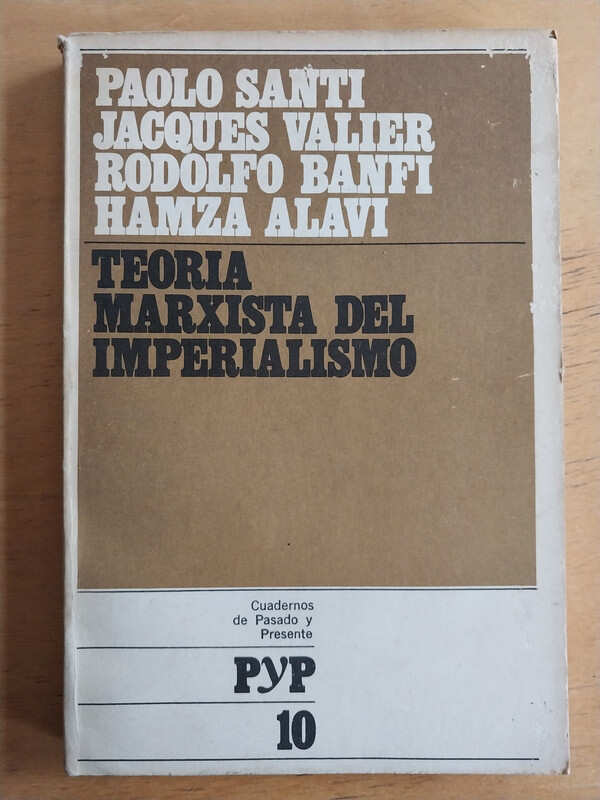 PAOLO SANTI
JACQUES VALIER
RODOLFO BANFI
HAMZA ALAVI
TEORIA
MARXISTA DEL
IMPERIALISMO
Cuadernos
de Pasado y
Presente
PyP
10